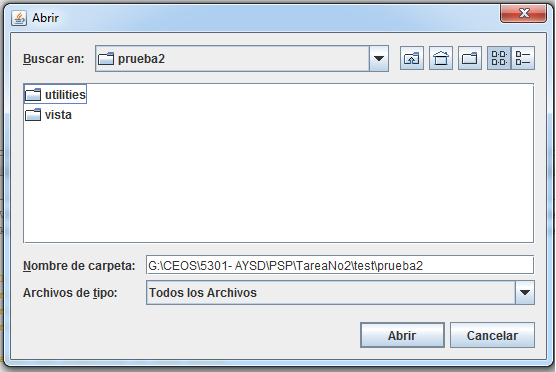 Abrir
Buscar en: prueba2
utilities
vista
Nombre de carpeta: G:\CEOS\5301- AYSD\PSP\TareaNo2\test\prueba2
Archivos de tipo: Todos los Archivos
Abrir Cancelar